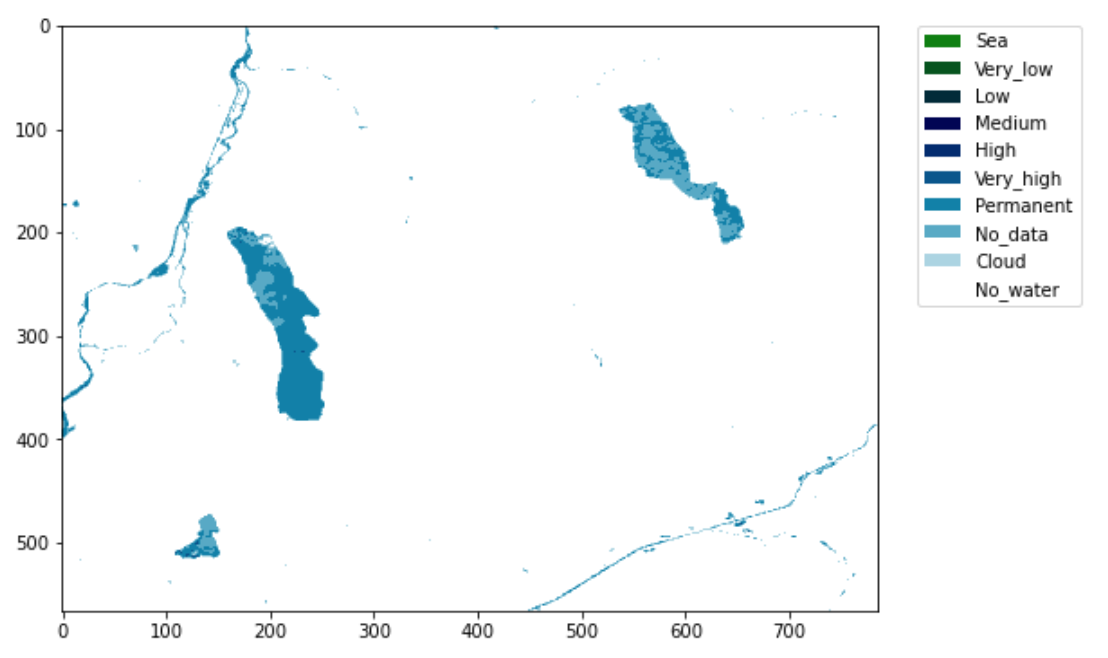 0
100
200
300
400
500
0 100 200 300 400 500 600 700
Sea
Very_low
Low
Medium
High
Very_high
Permanent
No_data
Cloud
No_water